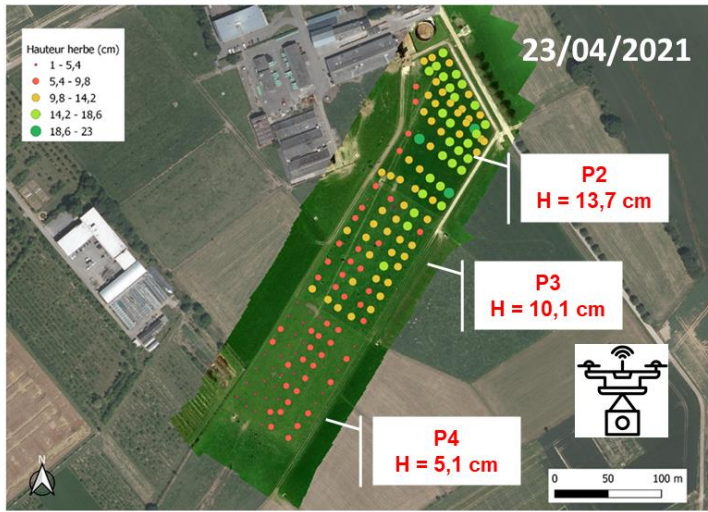 Hauteur herbe (cm)
1 - 5,4
5,4 - 9,8
9,8 - 14,2
14,2 - 18,6
18,6 - 23
23/04/2021
P2
H = 13,7 cm
P3
H = 10,1 cm
P4
H = 5,1 cm
N
0 50 100 m